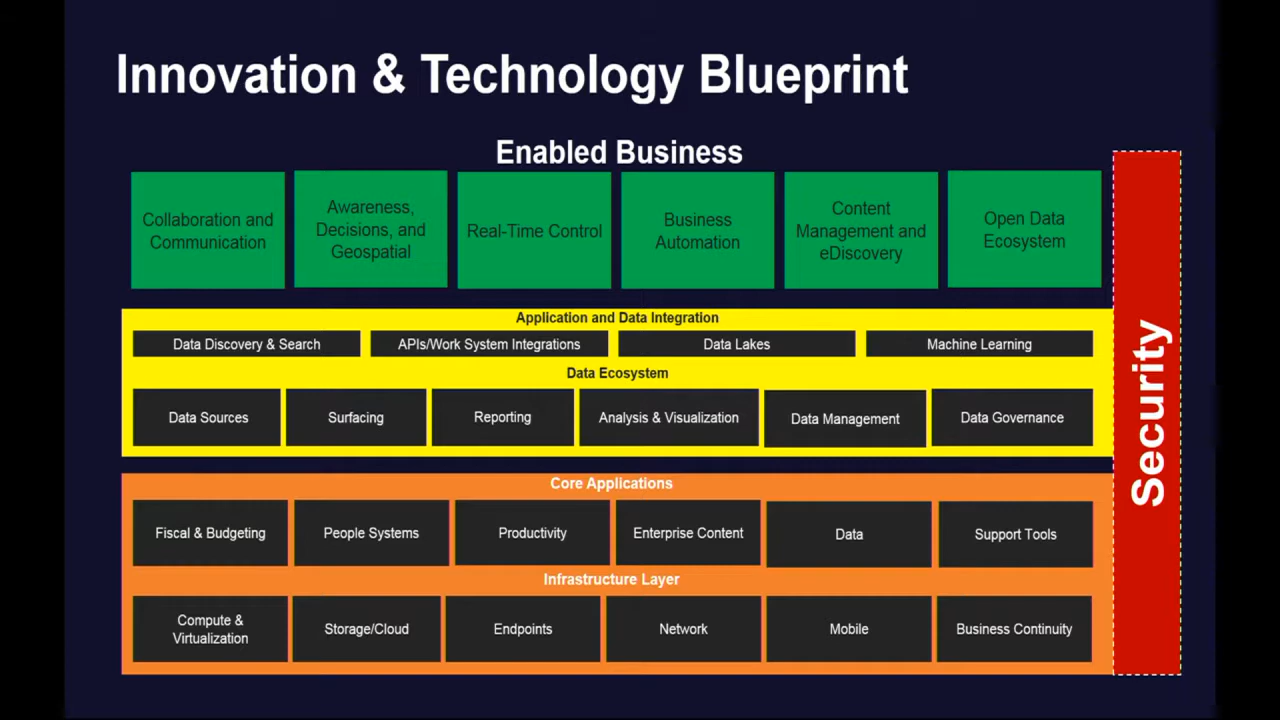 Innovation & Technology Blueprint
Enabled Business
Collaboration and
Communication
Awareness,
Decisions, and
Geospatial
Real-Time Control
Business
Automation
Content
Management and
eDiscovery
Open Data
Ecosystem
Application and Data Integration
Data Discovery & Search
APIs/Work System Integrations
Data Lakes
Machine Learning
Data Ecosystem
Data Sources
Surfacing
Reporting
Analysis & Visualization
Data Management
Data Governance
Core Applications
Fiscal & Budgeting
People Systems
Productivity
Enterprise Content
Data
Support Tools
Infrastructure Layer
Compute &
Virtualization
Storage/Cloud
Endpoints
Network
Mobile
Business Continuity
Security